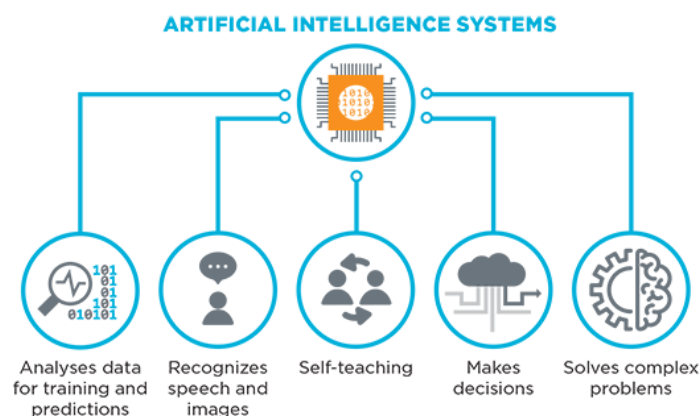 ARTIFICIAL INTELLIGENCE SYSTEMS
1010
01010
1010
101
01
01
101
010101
Analyses data
for training and
predictions
Recognizes
speech and
images
Self-teaching
Makes
decisions
Solves complex
problems